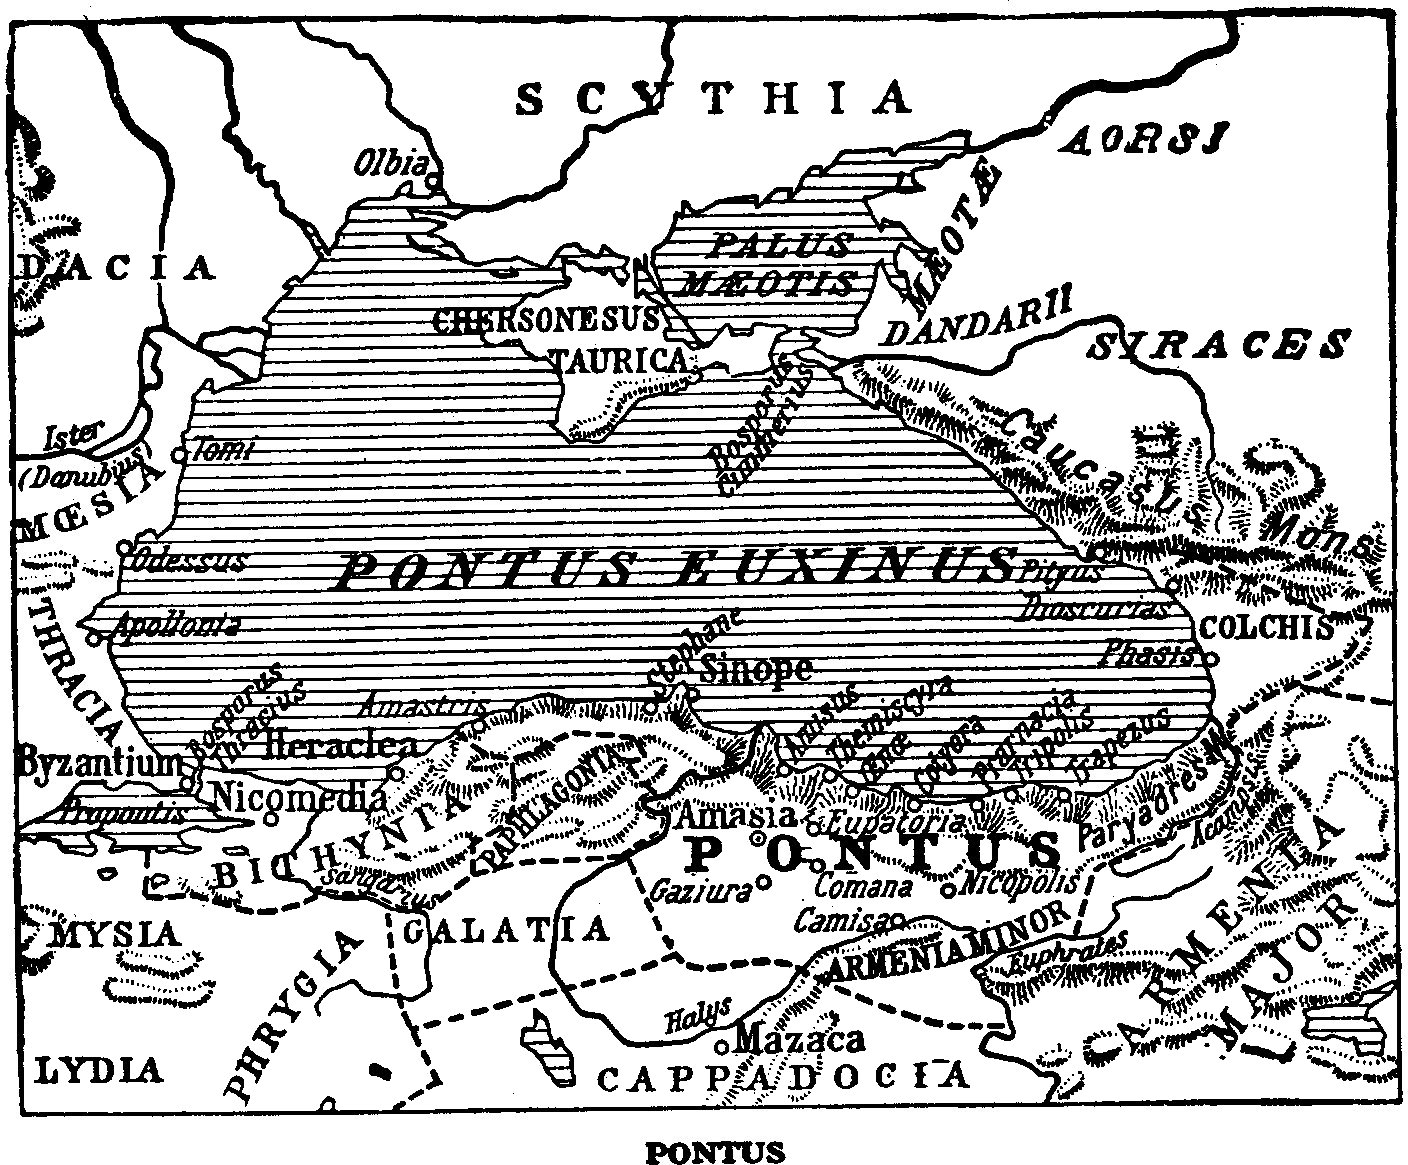 SCYTHIA
AORSI
Olbia
MÆOTÆ
DACIA
PALUS
MÆOTIS
DANDARII
CHERSONESUS
TAURICA
SIRACES
Bosporus
Cimmerius
Caucasus Mons
Ister
(Danubius)
Tomi
MŒSIA
Odessus
PONTUS EUXINUS
Pityus
Dioscurias
THRACIA
Apollonia
COLCHIS
Phasis
Stephane
Sinope
Bosporus
Thracius
Amastris
Heraclea
Amisus
Themiscyra
Œnœ
Cotyora
Pharnacia
Tripolis
Trapezus
Byzantium
Propontis
Nicomedia
BITHYNIA
PAPHLAGONIA
Amasia
Eupatoria
Paryadres M.
Acampsis
PONTUS
Sangarius
Gaziura
Comana
Nicopolis
Camisa
MYSIA
GALATIA
ARMENIA MINOR
Euphrates
ARMENIA
MAJOR
PHRYGIA
Halys
Mazaca
LYDIA
CAPPADOCIA
PONTUS